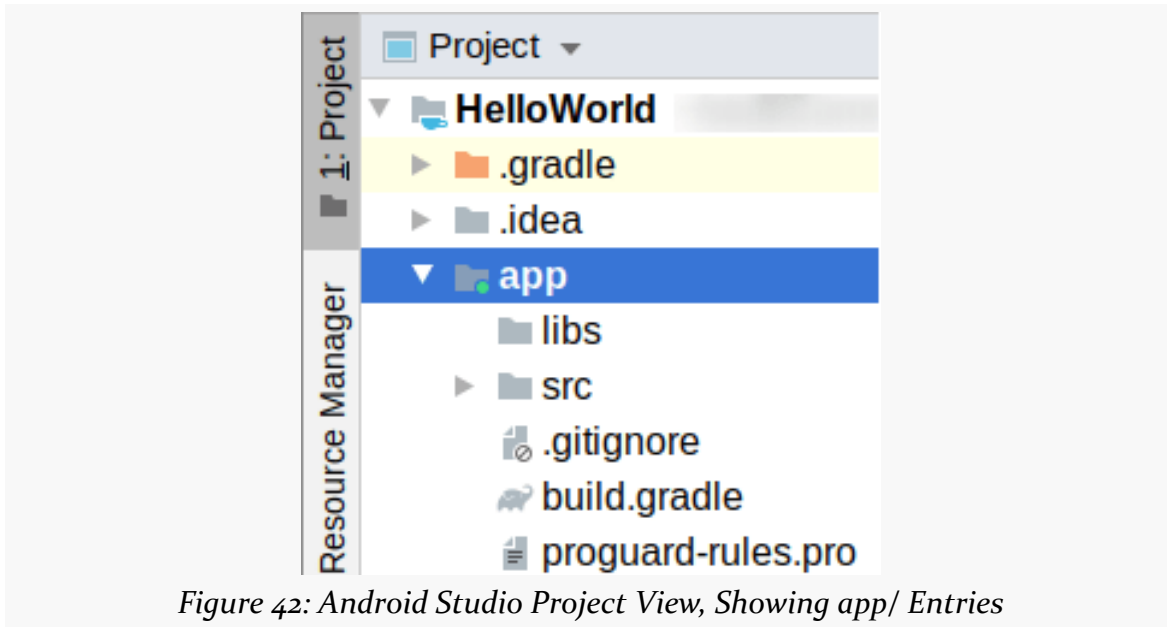 1: Project
Resource Manager
Project
HelloWorld
.gradle
.idea
app
libs
src
.gitignore
build.gradle
proguard-rules.pro
Figure 42: Android Studio Project View, Showing app/ Entries